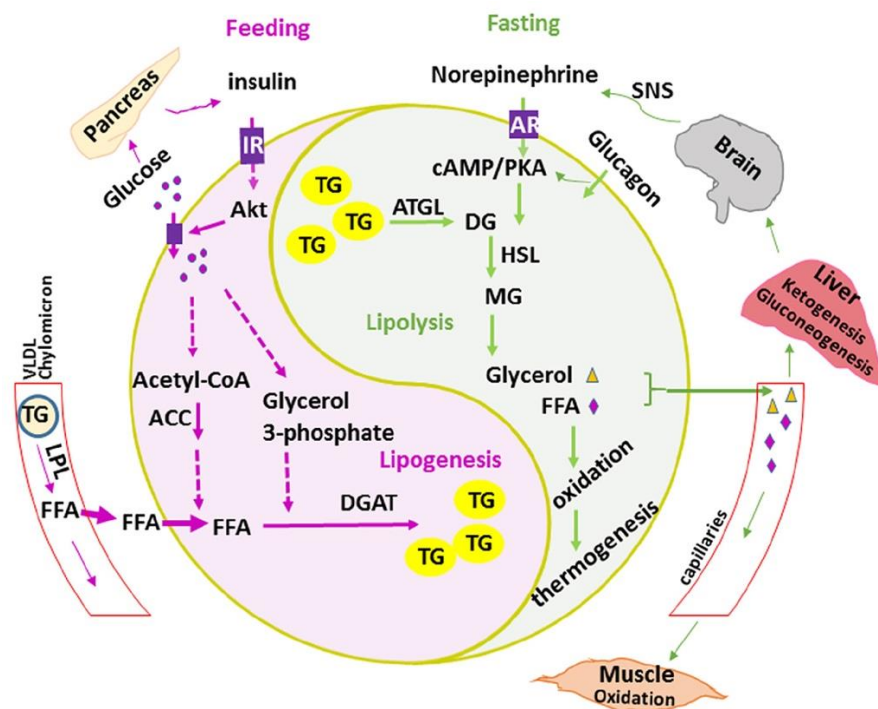 Feeding
Fasting
Pancreas
insulin
Norepinephrine
SNS
IR
AR
Brain
Glucose
Akt
TG
TG
TG
ATGL
cAMP/PKA
Glucagon
DG
HSL
MG
Lipolysis
Liver
Ketogenesis
Gluconeogenesis
VLDL
Chylomicron
TG
LPL
Acetyl-CoA
ACC
Glycerol
3-phosphate
Glycerol
FFA
Lipogenesis
oxidation
FFA
FFA
FFA
DGAT
TG
TG
TG
thermogenesis
capillaries
Muscle
Oxidation